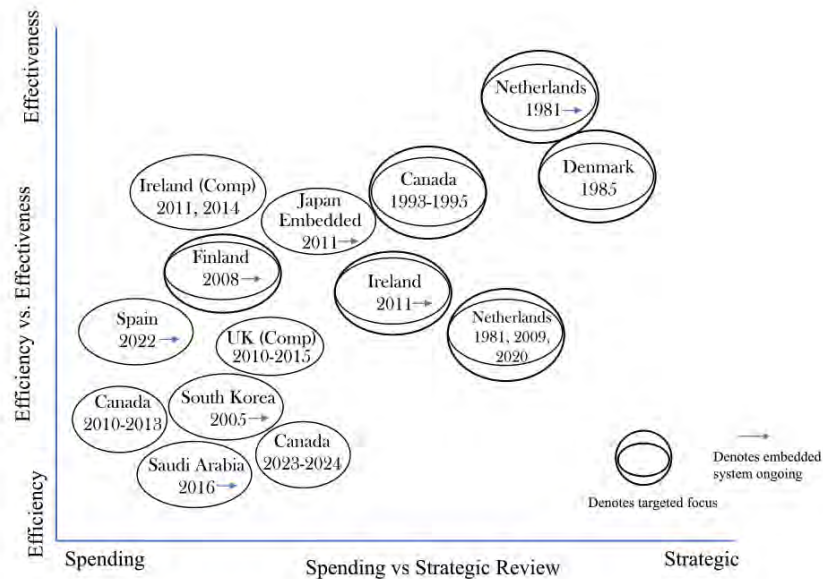 Effectiveness
Efficiency vs. Effectiveness
Efficiency
Netherlands
1981
Denmark
1985
Ireland (Comp)
2011, 2014
Canada
1993-1995
Japan
Embedded
2011
Finland
2008
Ireland
2011
Spain
2022
UK (Comp)
2010-2015
Netherlands
1981, 2009,
2020
Canada
2010-2013
South Korea
2005
Canada
2023-2024
Saudi Arabia
2016
Denotes embedded
system ongoing
Denotes targeted focus
Spending
Spending vs Strategic Review
Strategic